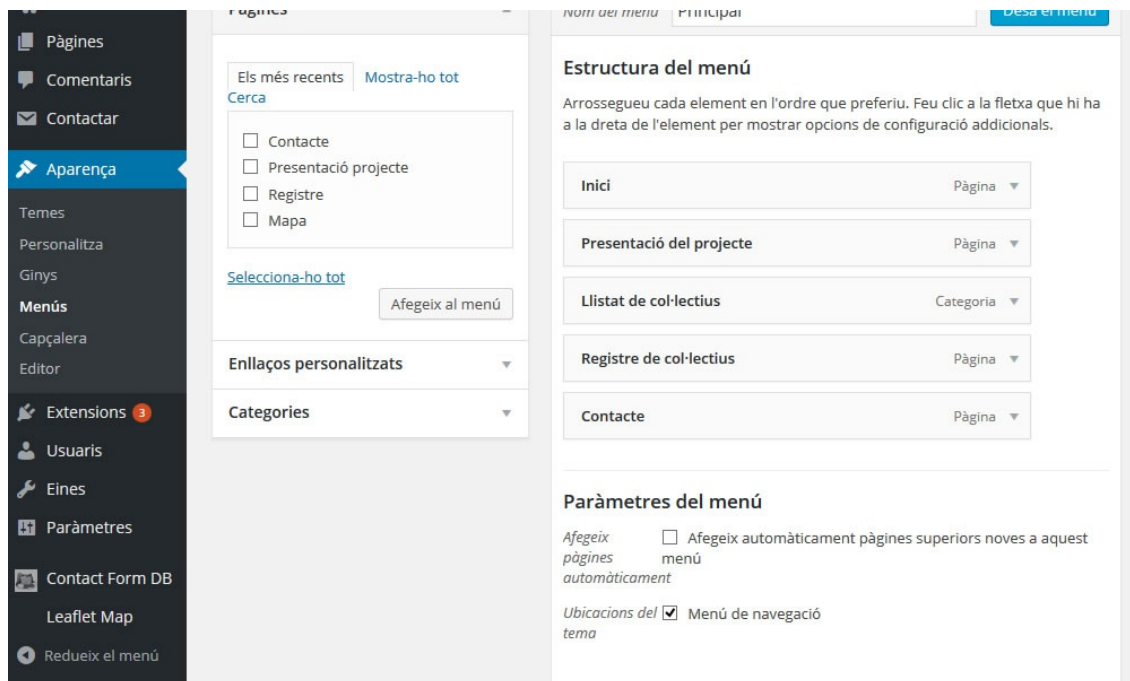 Pàgines
Comentaris
Contactar
Aparença
Temes
Personalitza
Ginys
Menús
Capçalera
Editor
Extensions 3
Usuaris
Eines
Paràmetres
Contact Form DB
Leaflet Map
Redueix el menú
Pàgines
Els més recents Mostra-ho tot
Cerca
Contacte
Presentació projecte
Registre
Mapa
Selecciona-ho tot
Afegeix al menú
Enllaços personalitzats
Categories
Nom del menú Principal Desa el menú
Estructura del menú
Arrossegueu cada element en l'ordre que preferiu. Feu clic a la fletxa que hi ha
a la dreta de l'element per mostrar opcions de configuració addicionals.
Inici Pàgina
Presentació del projecte Pàgina
Llistat de col·lectius Categoria
Registre de col·lectius Pàgina
Contacte Pàgina
Paràmetres del menú
Afegeix
pàgines
automàticament
Afegeix automàticament pàgines superiors noves a aquest
menú
Ubicacions del
tema
Menú de navegació